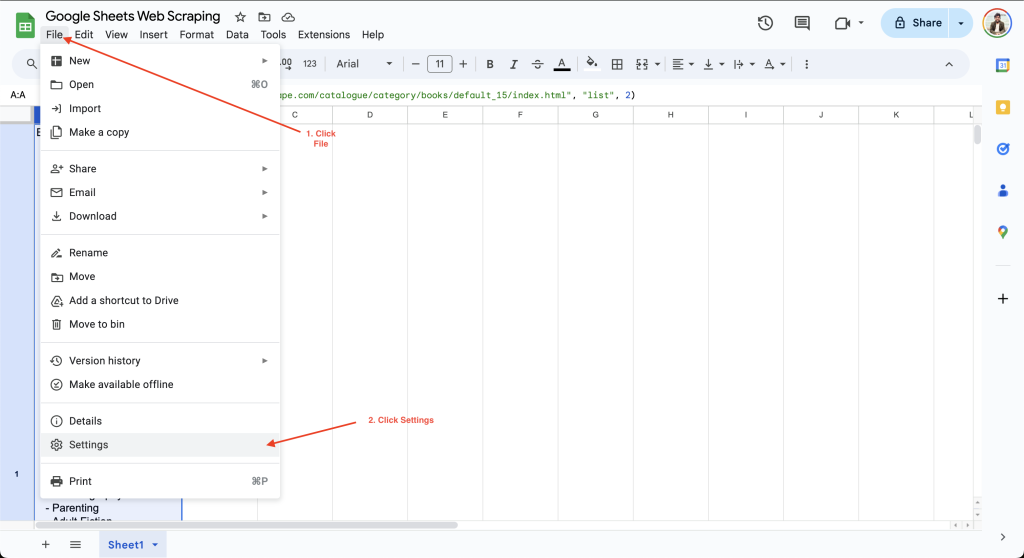 Google Sheets Web Scraping
File Edit View Insert Format Data Tools Extensions Help
Share
New
Open ⌘O
Import
Make a copy
Share
Email
Download
Rename
Move
Add a shortcut to Drive
Move to bin
Version history
Make available offline
Details
Settings
Print ⌘P
.00 123 Arial 11 B I A
A:A
pe.com/catalogue/category/books/default_15/index.html", "list", 2)
C D E F G H I J K L
1. Click
File
2. Click Settings
1
- Parenting
- Adult Fiction
Sheet1